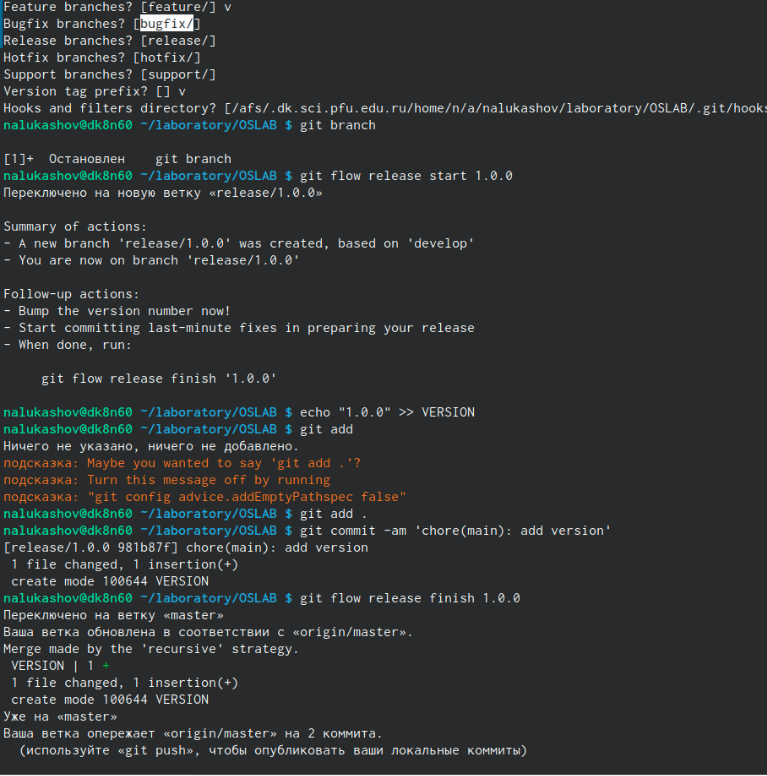 Feature branches? [feature/] v
Bugfix branches? [bugfix/]
Release branches? [release/]
Hotfix branches? [hotfix/]
Support branches? [support/]
Version tag prefix? [] v
Hooks and filters directory? [/afs/.dk.sci.pfu.edu.ru/home/n/a/nalukashov/laboratory/OSLAB/.git/hooks
nalukashov@dk8n60 ~/laboratory/OSLAB $ git branch
[1]+  Остановлен    git branch
nalukashov@dk8n60 ~/laboratory/OSLAB $ git flow release start 1.0.0
Переключено на новую ветку «release/1.0.0»
Summary of actions:
- A new branch 'release/1.0.0' was created, based on 'develop'
- You are now on branch 'release/1.0.0'
Follow-up actions:
- Bump the version number now!
- Start committing last-minute fixes in preparing your release
- When done, run:
git flow release finish '1.0.0'
nalukashov@dk8n60 ~/laboratory/OSLAB $ echo "1.0.0" >> VERSION
nalukashov@dk8n60 ~/laboratory/OSLAB $ git add
Ничего не указано, ничего не добавлено.
подсказка: Maybe you wanted to say 'git add .'?
подсказка: Turn this message off by running
подсказка: "git config advice.addEmptyPathspec false"
nalukashov@dk8n60 ~/laboratory/OSLAB $ git add .
nalukashov@dk8n60 ~/laboratory/OSLAB $ git commit -am 'chore(main): add version'
[release/1.0.0 981b87f] chore(main): add version
1 file changed, 1 insertion(+)
create mode 100644 VERSION
nalukashov@dk8n60 ~/laboratory/OSLAB $ git flow release finish 1.0.0
Переключено на ветку «master»
Ваша ветка обновлена в соответствии с «origin/master».
Merge made by the 'recursive' strategy.
VERSION | 1 +
1 file changed, 1 insertion(+)
create mode 100644 VERSION
Уже на «master»
Ваша ветка опережает «origin/master» на 2 коммита.
(используйте «git push», чтобы опубликовать ваши локальные коммиты)